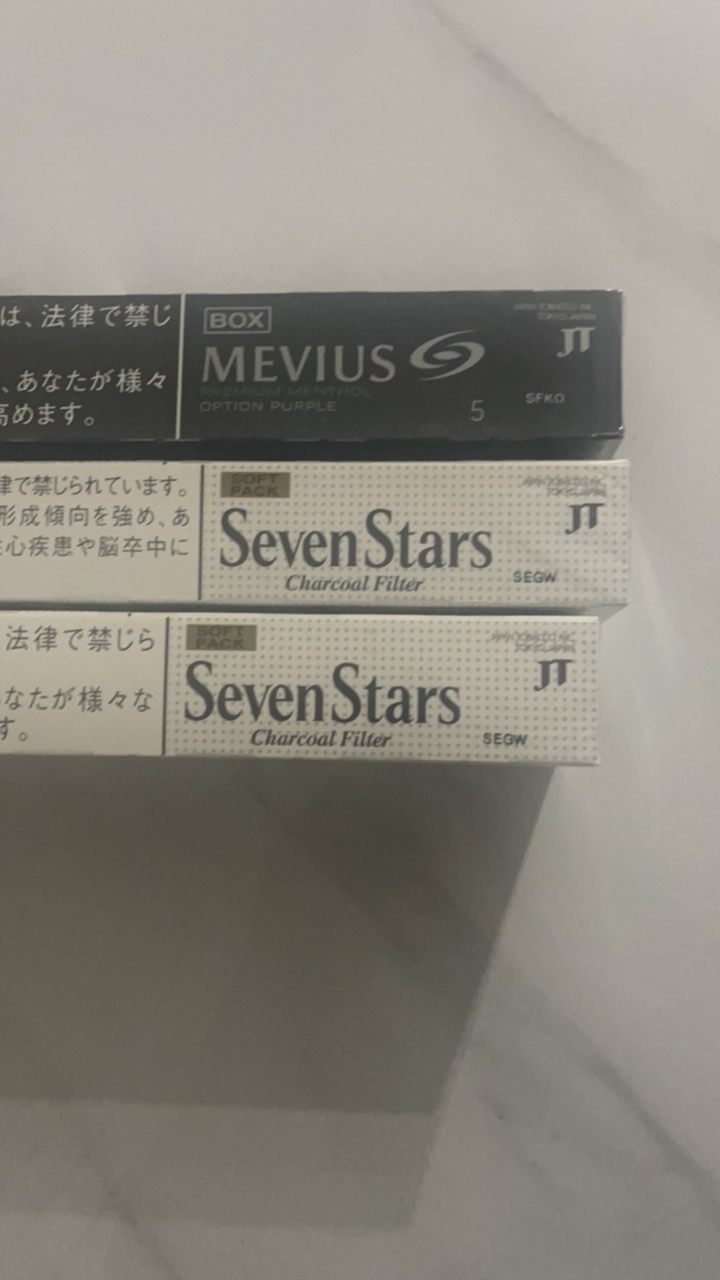 は、法律で禁じ
、あなたが様々
高めます。
BOX
MEVIUS
PREMIUM MENTHOL
OPTION PURPLE
5
JT
SFKO
律で禁じられています。
形成傾向を強め、あ
心疾患や脳卒中に
SOFT
PACK
Seven Stars
Charcoal Filter
JT
SEGW
法律で禁じら
なたが様々な
す。
SOFT
PACK
Seven Stars
Charcoal Filter
JT
SEGW